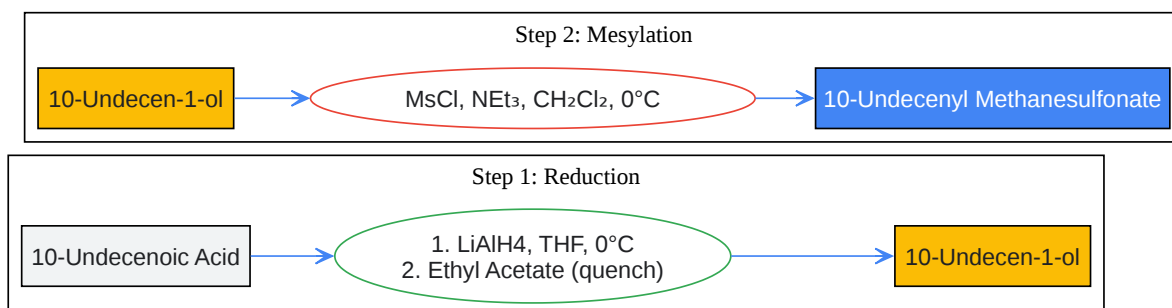 Step 2: Mesylation
10-Undecen-1-ol
MsCl, NEt₃, CH₂Cl₂, 0°C
10-Undecenyl Methanesulfonate
Step 1: Reduction
10-Undecenoic Acid
1. LiAlH4, THF, 0°C
2. Ethyl Acetate (quench)
10-Undecen-1-ol